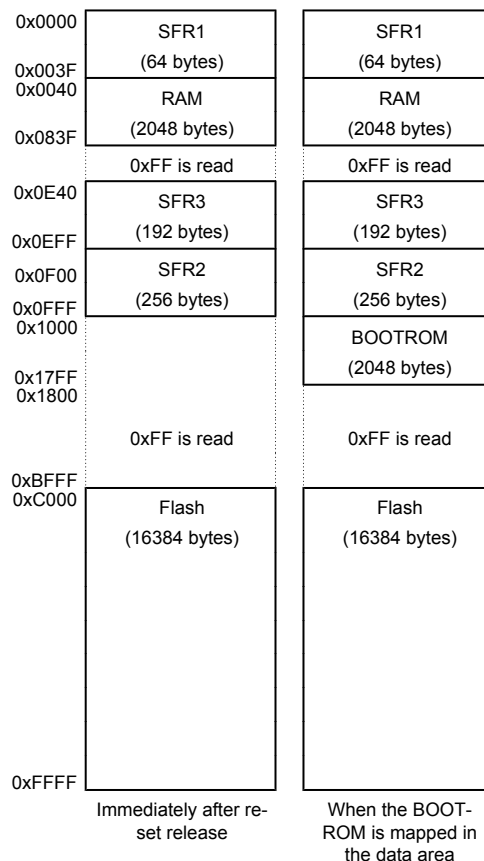 0x0000
SFR1
(64 bytes)
SFR1
(64 bytes)
0x003F
0x0040
RAM
(2048 bytes)
RAM
(2048 bytes)
0x083F
0xFF is read
0xFF is read
0x0E40
SFR3
(192 bytes)
SFR3
(192 bytes)
0x0EFF
0x0F00
SFR2
(256 bytes)
SFR2
(256 bytes)
0x0FFF
0x1000
BOOTROM
(2048 bytes)
0x17FF
0x1800
0xFF is read
0xFF is read
0xBFFF
0xC000
Flash
(16384 bytes)
Flash
(16384 bytes)
0xFFFF
Immediately after re-
set release
When the BOOT-
ROM is mapped in
the data area